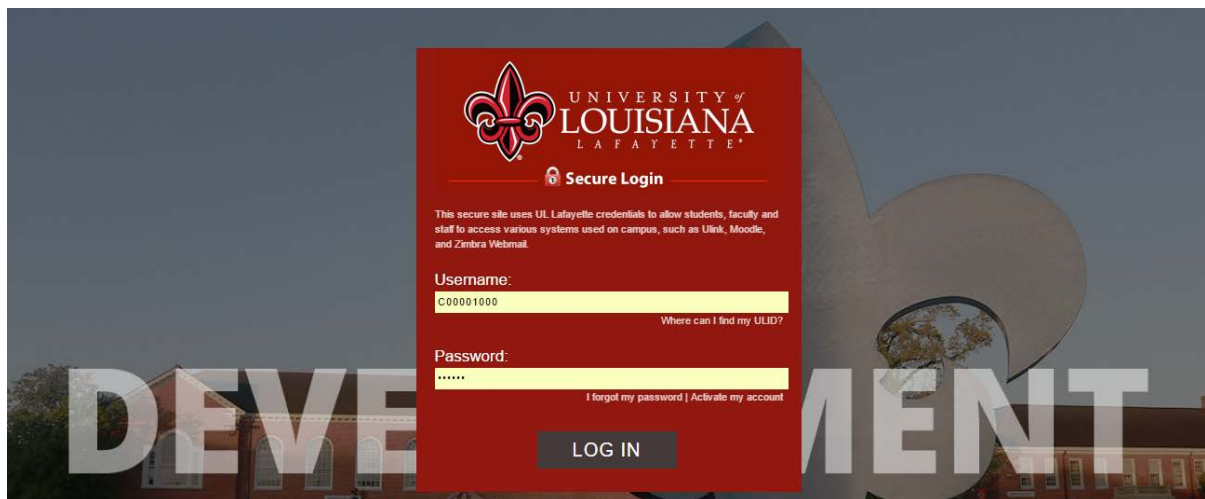 UNIVERSITY of
LOUISIANA
LAFAYETTE®
Secure Login
This secure site uses UL Lafayette credentials to allow students, faculty and
staff to access various systems used on campus, such as Ulink, Moodle,
and Zimbra Webmail.
Username:
C00001000
Where can I find my ULID?
Password:
••••••
I forgot my password | Activate my account
LOG IN
DEVE MENT